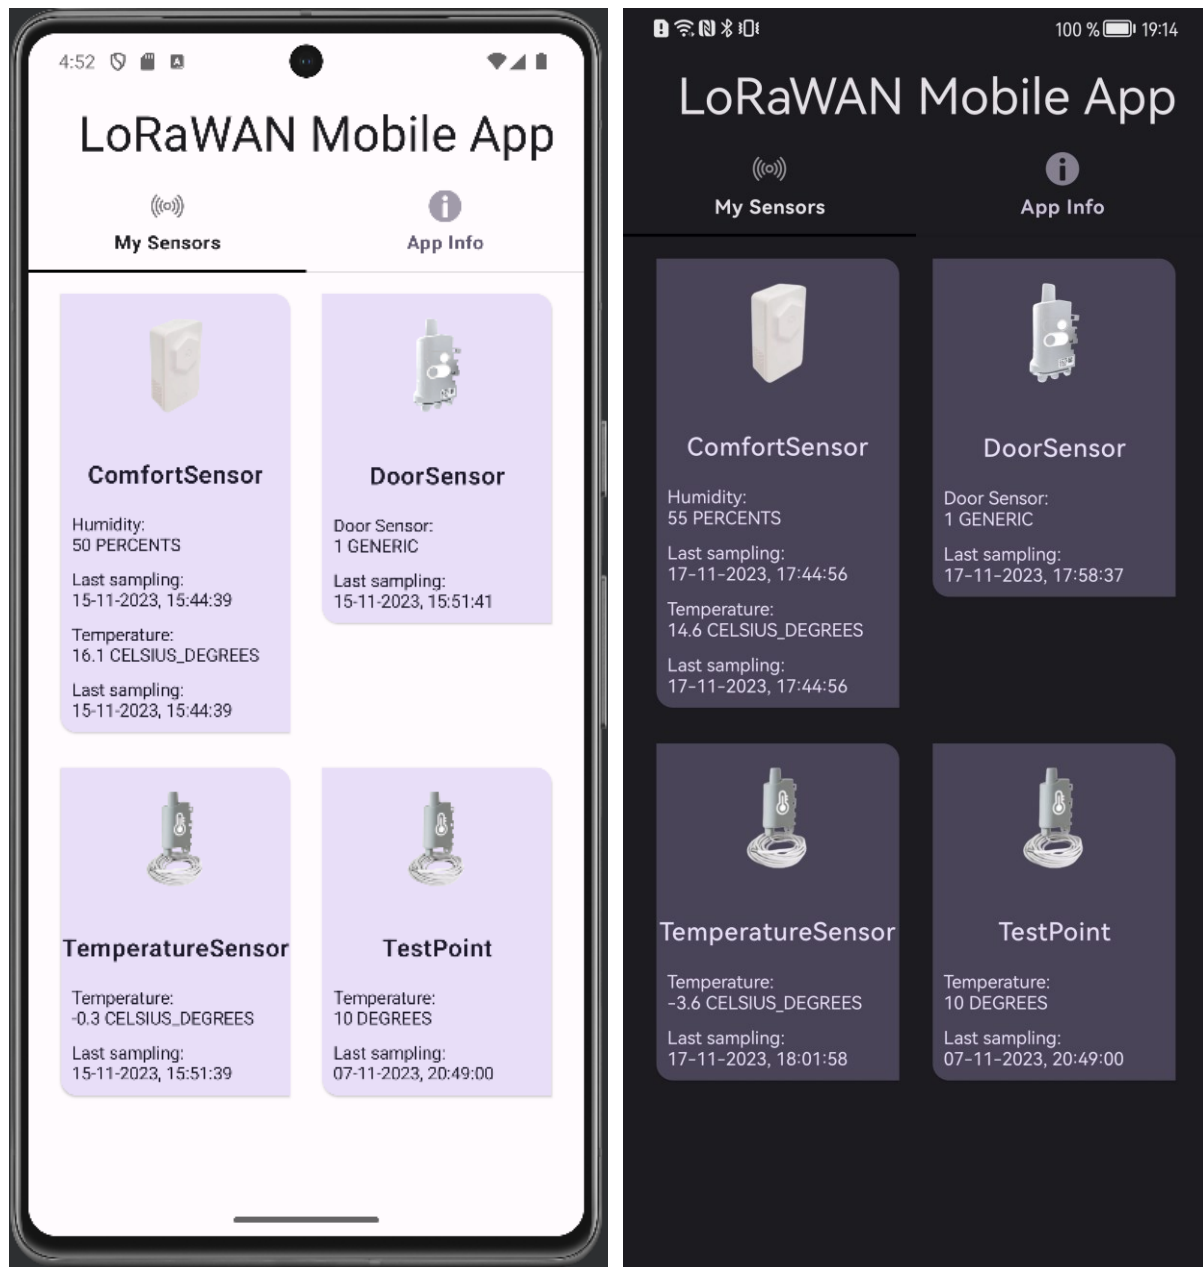 4:52
LoRaWAN Mobile App
My Sensors
App Info
ComfortSensor
Humidity:
50 PERCENTS
Last sampling:
15-11-2023, 15:44:39
Temperature:
16.1 CELSIUS_DEGREES
Last sampling:
15-11-2023, 15:44:39
DoorSensor
Door Sensor:
1 GENERIC
Last sampling:
15-11-2023, 15:51:41
TemperatureSensor
Temperature:
-0.3 CELSIUS_DEGREES
Last sampling:
15-11-2023, 15:51:39
TestPoint
Temperature:
10 DEGREES
Last sampling:
07-11-2023, 20:49:00
100 % 19:14
LoRaWAN Mobile App
My Sensors
App Info
ComfortSensor
Humidity:
55 PERCENTS
Last sampling:
17-11-2023, 17:44:56
Temperature:
14.6 CELSIUS_DEGREES
Last sampling:
17-11-2023, 17:44:56
DoorSensor
Door Sensor:
1 GENERIC
Last sampling:
17-11-2023, 17:58:37
TemperatureSensor
Temperature:
-3.6 CELSIUS_DEGREES
Last sampling:
17-11-2023, 18:01:58
TestPoint
Temperature:
10 DEGREES
Last sampling:
07-11-2023, 20:49:00